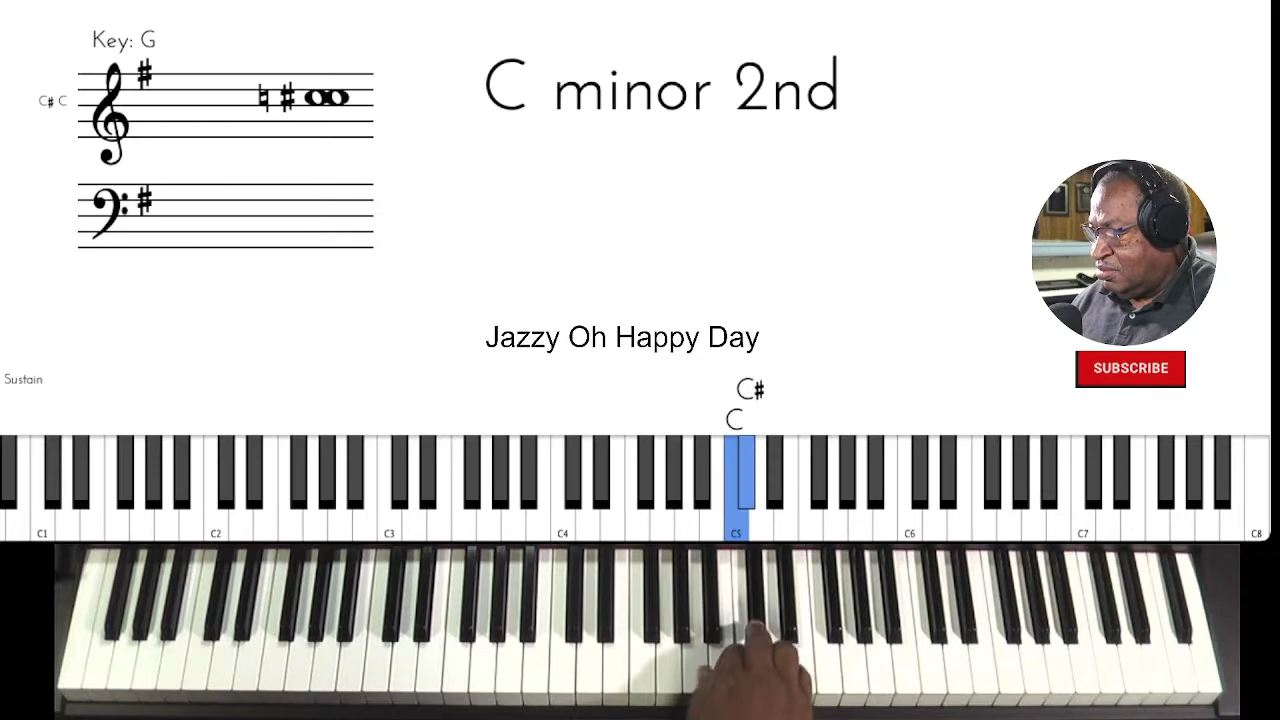 Key: G
C# C
C minor 2nd
Jazzy Oh Happy Day
SUBSCRIBE
Sustain
C#
C
C1 C2 C3 C4 C5 C6 C7 C8